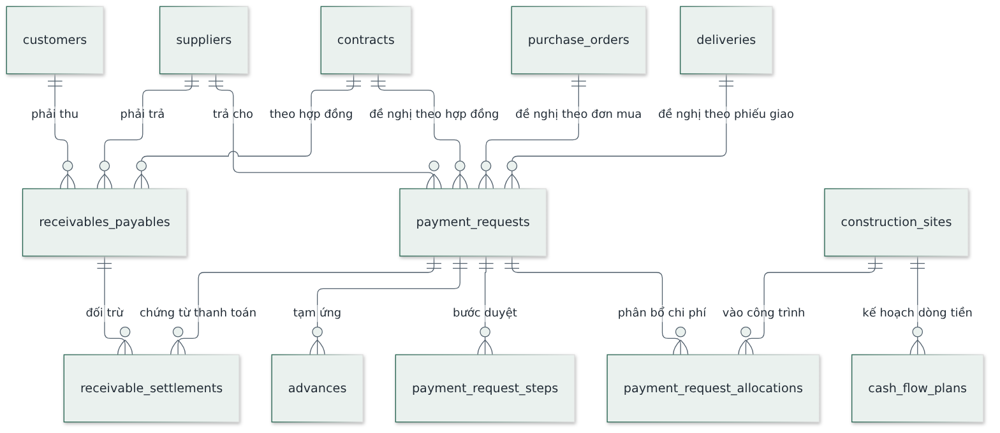 customers
suppliers
contracts
purchase_orders
deliveries
phải thu
phải trả
trả cho
theo hợp đồng
đề nghị theo hợp đồng
đề nghị theo đơn mua
đề nghị theo phiếu giao
receivables_payables
payment_requests
construction_sites
đối trừ
chứng từ thanh toán
tạm ứng
bước duyệt
phân bổ chi phí
vào công trình
kế hoạch dòng tiền
receivable_settlements
advances
payment_request_steps
payment_request_allocations
cash_flow_plans